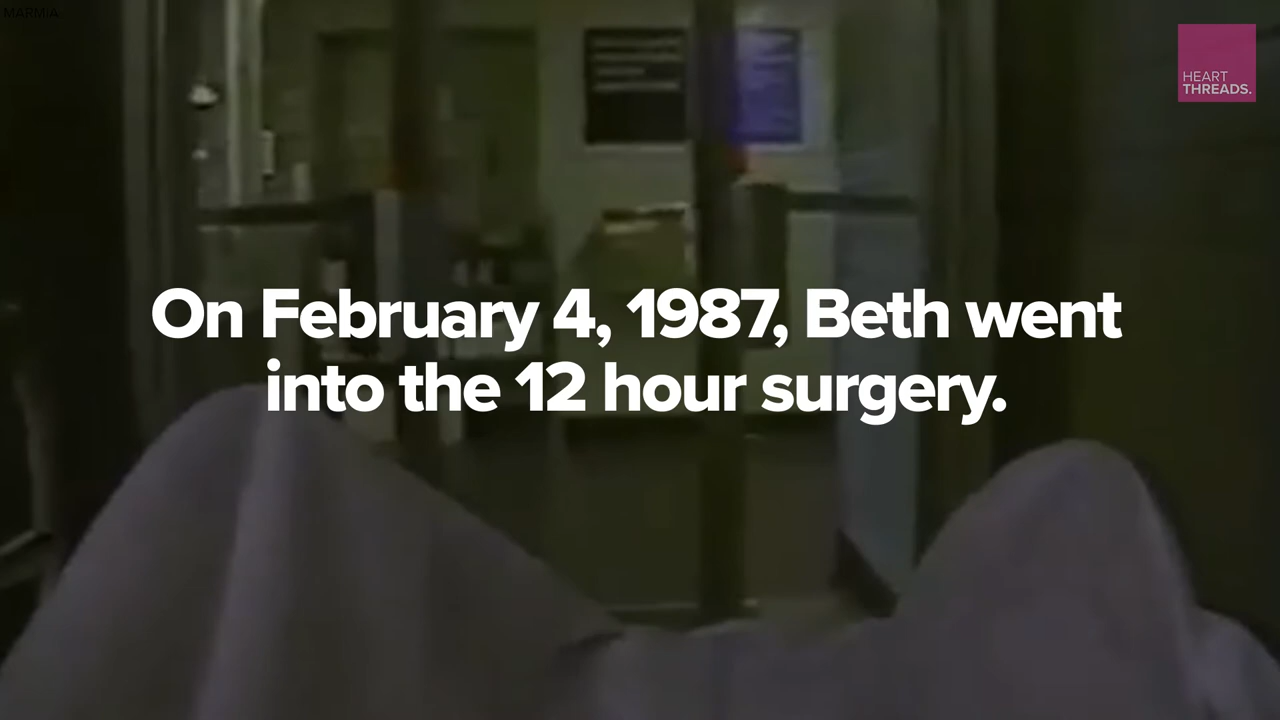 MARMIA
HEART
THREADS.
On February 4, 1987, Beth went
into the 12 hour surgery.